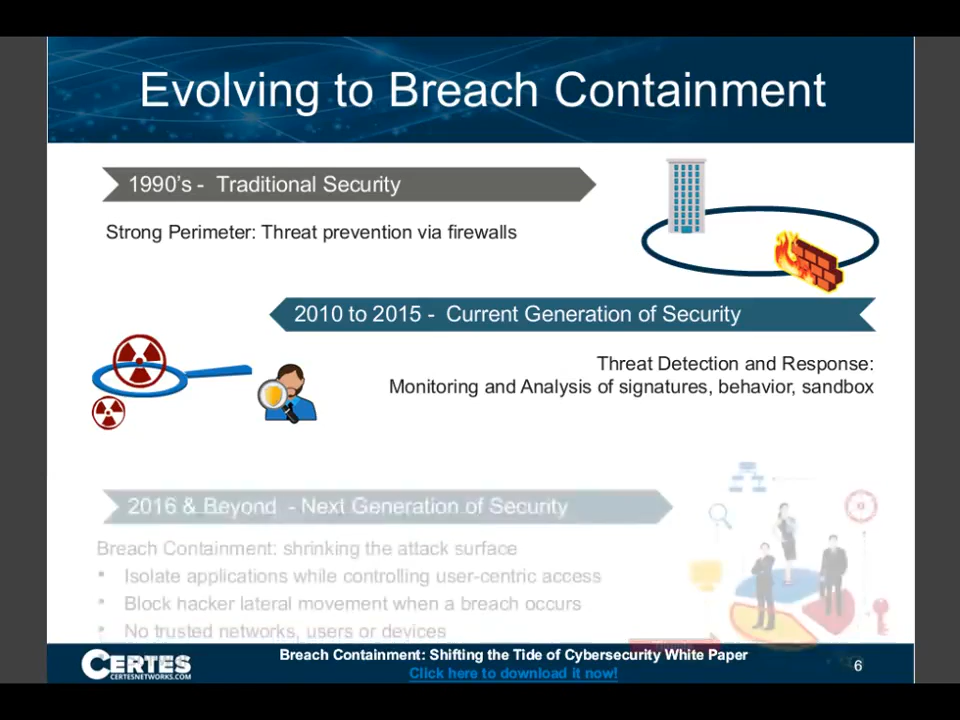 Evolving to Breach Containment
1990's - Traditional Security
Strong Perimeter: Threat prevention via firewalls
2010 to 2015 - Current Generation of Security
Threat Detection and Response:
Monitoring and Analysis of signatures, behavior, sandbox
2016 & Beyond - Next Generation of Security
Breach Containment: shrinking the attack surface
• Isolate applications while controlling user-centric access
• Block hacker lateral movement when a breach occurs
• No trusted networks, users or devices
CERTES
CERTESNETWORKS.COM
Breach Containment: Shifting the Tide of Cybersecurity White Paper
Click here to download it now!
6